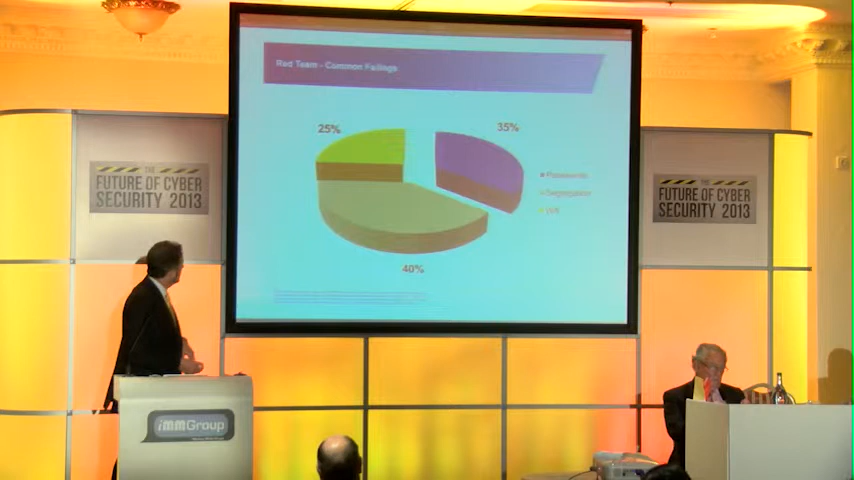 Red Team - Common Failings
25%
35%
Passwords
Segregation
Wifi
40%
THE
FUTURE OF CYBER
SECURITY 2013
THE
FUTURE OF CYBER
SECURITY 2013
iMMGroup